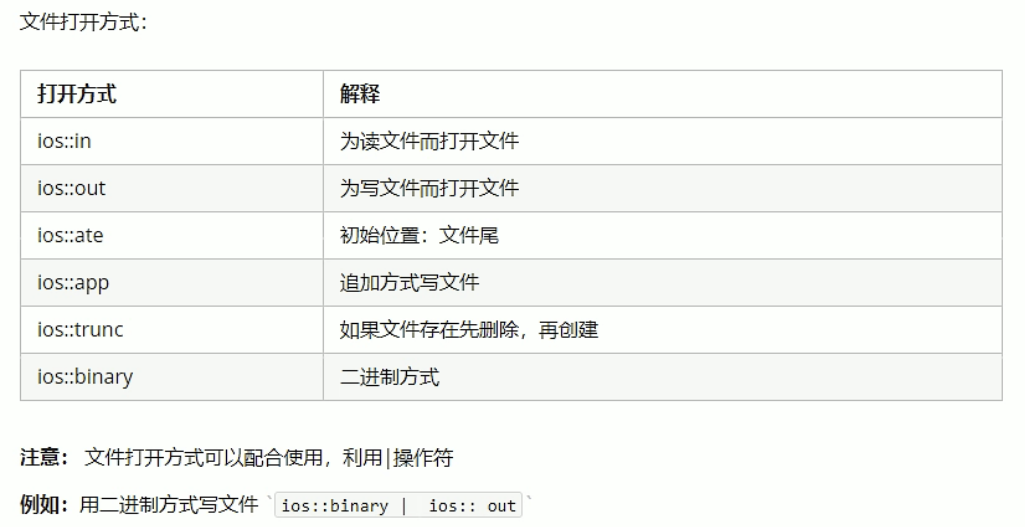 文件打开方式：
打开方式 解释
ios::in 为读文件而打开文件
ios::out 为写文件而打开文件
ios::ate 初始位置：文件尾
ios::app 追加方式写文件
ios::trunc 如果文件存在先删除，再创建
ios::binary 二进制方式
注意： 文件打开方式可以配合使用，利用|操作符
例如：用二进制方式写文件 `ios::binary |  ios:: out`